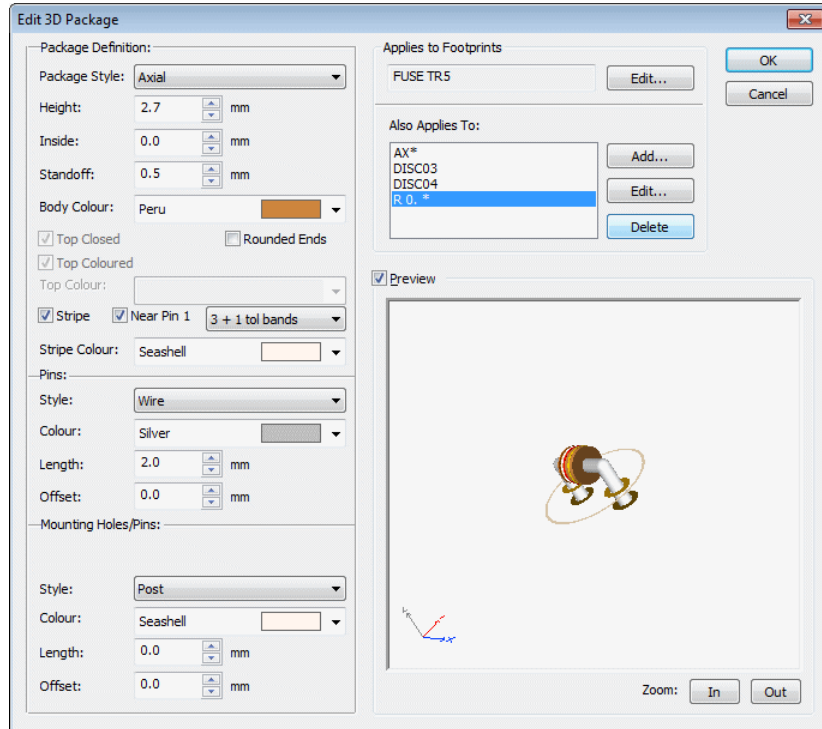 Edit 3D Package
Package Definition:
Package Style: Axial
Height: 2.7 mm
Inside: 0.0 mm
Standoff: 0.5 mm
Body Colour: Peru
Top Closed Rounded Ends
Top Coloured
Top Colour:
Stripe Near Pin 1 3 + 1 tol bands
Stripe Colour: Seashell
Pins:
Style: Wire
Colour: Silver
Length: 2.0 mm
Offset: 0.0 mm
Mounting Holes/Pins:
Style: Post
Colour: Seashell
Length: 0.0 mm
Offset: 0.0 mm
Applies to Footprints
FUSE TR5 Edit...
Also Applies To:
AX*
DISC03
DISC04
R 0. *
Add...
Edit...
Delete
OK
Cancel
Preview
Zoom: In Out